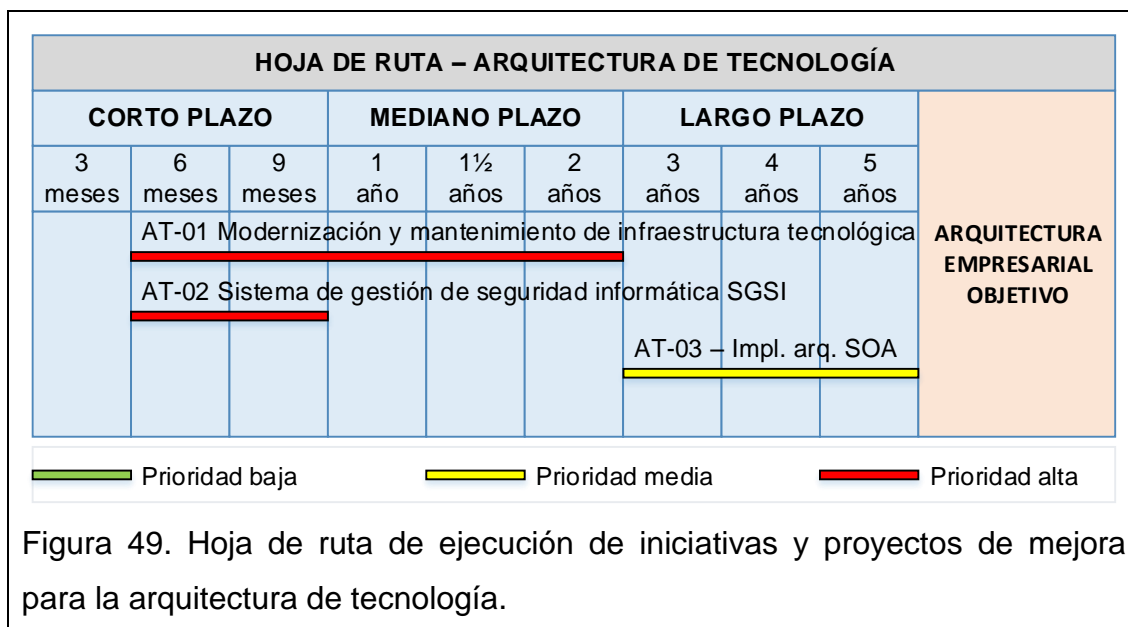 HOJA DE RUTA – ARQUITECTURA DE TECNOLOGÍA
CORTO PLAZO MEDIANO PLAZO LARGO PLAZO
3 6 9 1 1½ 2 3 4 5
meses meses meses año años años años años años
AT-01 Modernización y mantenimiento de infraestructura tecnológica
AT-02 Sistema de gestión de seguridad informática SGSI
AT-03 – Impl. arq. SOA
ARQUITECTURA
EMPRESARIAL
OBJETIVO
Prioridad baja Prioridad media Prioridad alta
Figura 49. Hoja de ruta de ejecución de iniciativas y proyectos de mejora
para la arquitectura de tecnología.